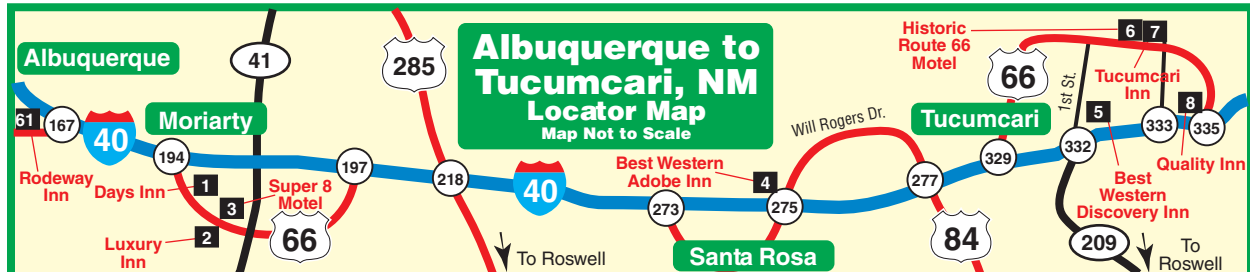 Albuquerque to
Tucumcari, NM
Locator Map
Map Not to Scale
Albuquerque
61
167
Rodeway
Inn
40
Moriarty
194
Days Inn
1
3
Super 8
Motel
2
Luxury
Inn
41
66
197
285
218
To Roswell
40
273
Best Western
Adobe Inn
4
275
Santa Rosa
Will Rogers Dr.
277
84
Tucumcari
329
66
Historic
Route 66
Motel
6
7
Tucumcari
Inn
1st St.
5
332
Best
Western
Discovery Inn
333
8
335
Quality Inn
209
To
Roswell